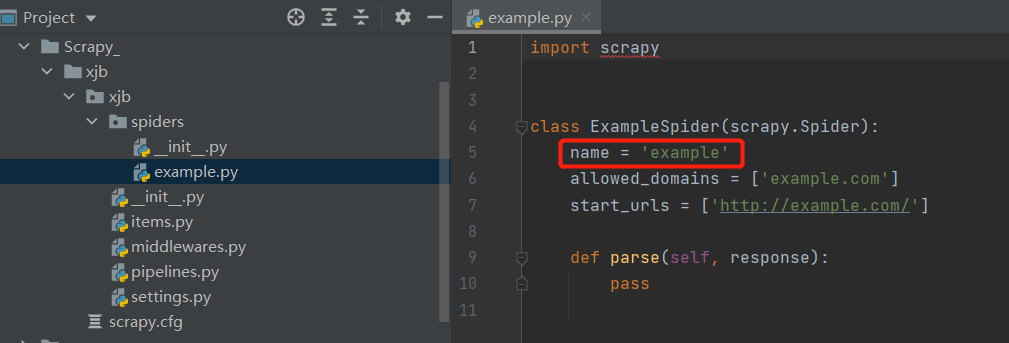 Project
Scrapy_
xjb
xjb
spiders
__init__.py
example.py
__init__.py
items.py
middlewares.py
pipelines.py
settings.py
scrapy.cfg
example.py
1 import scrapy
2
3
4 class ExampleSpider(scrapy.Spider):
5     name = 'example'
6     allowed_domains = ['example.com']
7     start_urls = ['http://example.com/']
8
9     def parse(self, response):
10         pass
11